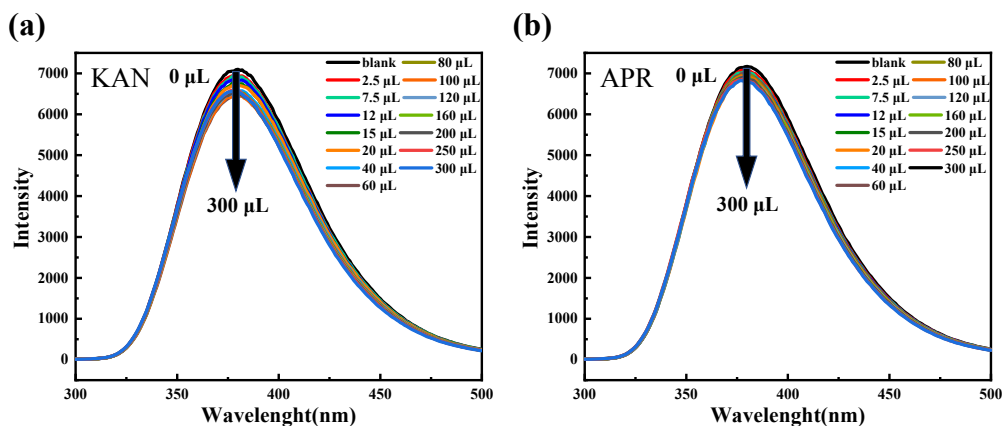 (a)
KAN
0 µL
300 µL
blank
2.5 µL
7.5 µL
12 µL
15 µL
20 µL
40 µL
60 µL
80 µL
100 µL
120 µL
160 µL
200 µL
250 µL
300 µL
Intensity
7000
6000
5000
4000
3000
2000
1000
0
300
350
400
450
500
Wavelenght(nm)
(b)
APR
0 µL
300 µL
blank
2.5 µL
7.5 µL
12 µL
15 µL
20 µL
40 µL
60 µL
80 µL
100 µL
120 µL
160 µL
200 µL
250 µL
300 µL
Intensity
7000
6000
5000
4000
3000
2000
1000
0
300
350
400
450
500
Wavelenght(nm)